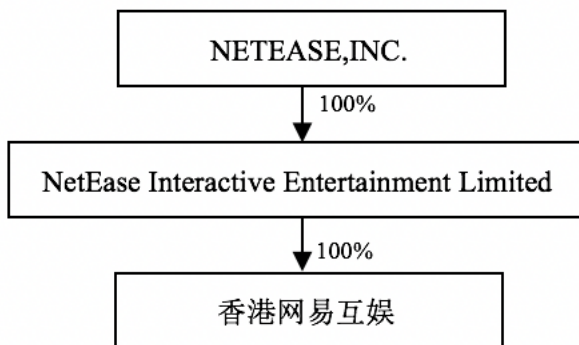 NETEASE,INC.
100%
NetEase Interactive Entertainment Limited
100%
香港网易互娱